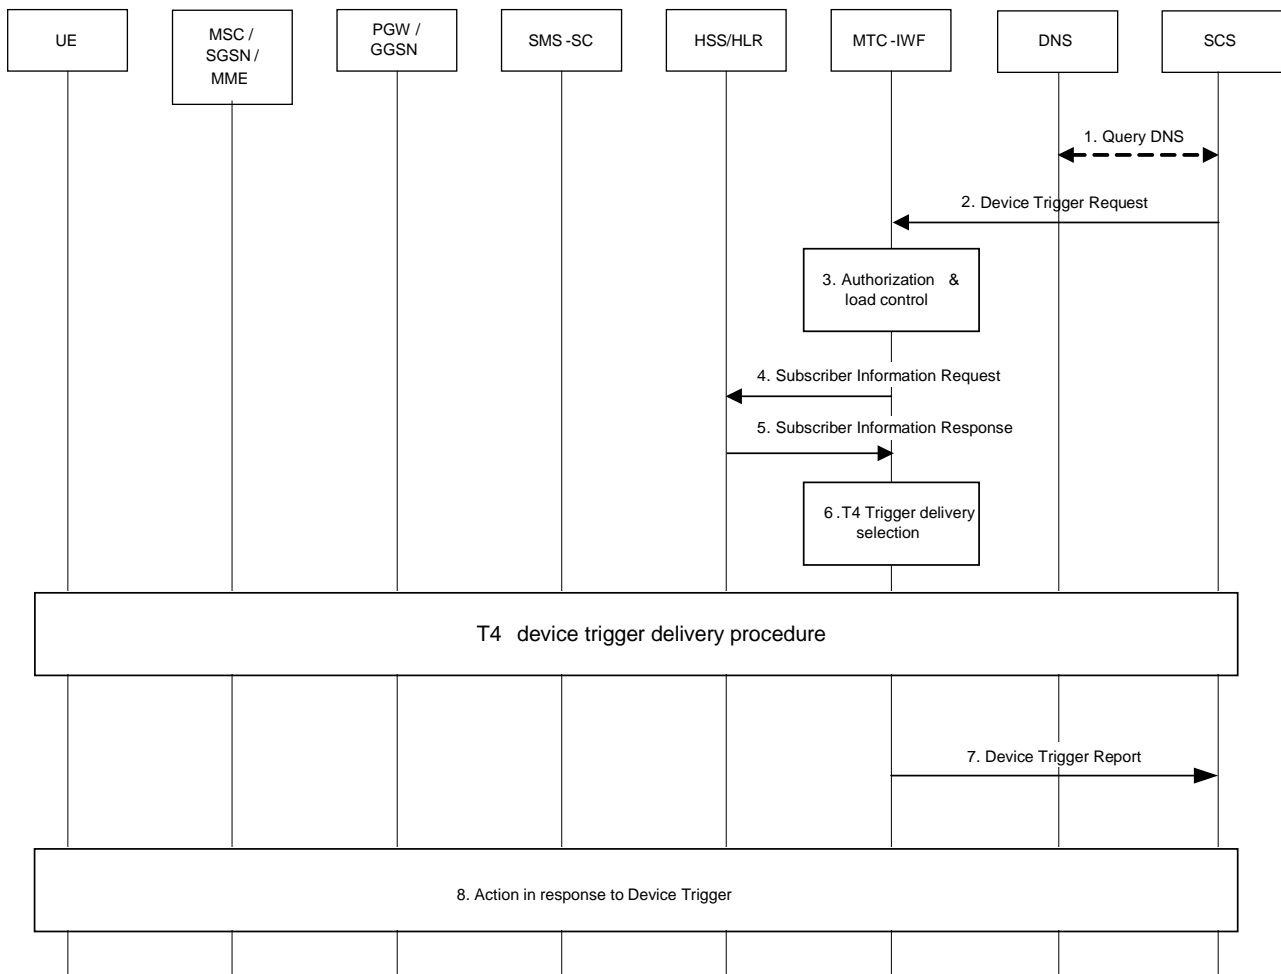 UE
MSC /
SGSN /
MME
PGW /
GGSN
SMS -SC
HSS/HLR
MTC -IWF
DNS
SCS
1. Query DNS
2. Device Trigger Request
3. Authorization &
load control
4. Subscriber Information Request
5. Subscriber Information Response
6 .T4 Trigger delivery
selection
T4 device trigger delivery procedure
7. Device Trigger Report
8. Action in response to Device Trigger